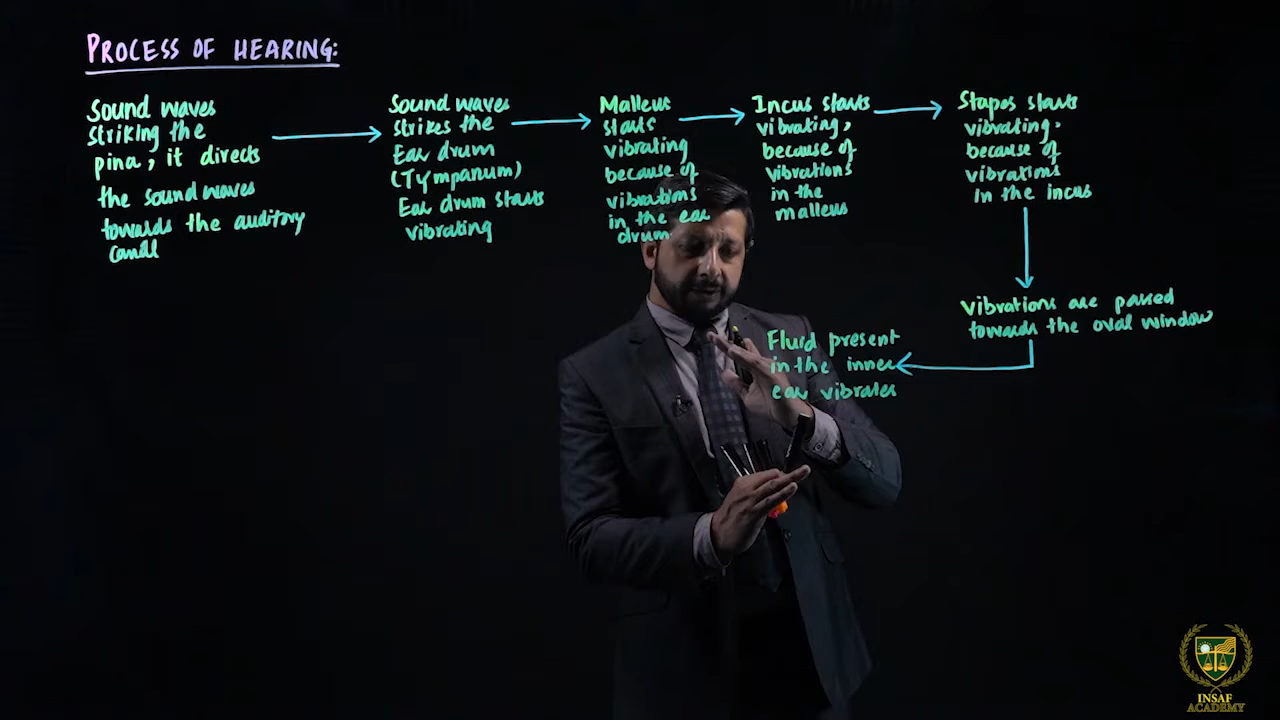 PROCESS OF HEARING:
Sound waves
striking the
pina, it directs
the sound waves
towards the auditory
canal
Sound waves
strikes the
Ear drum
(Tympanum)
Ear drum starts
vibrating
Malleus
starts
vibrating
because of
vibrations
in the ear
drum
Incus starts
vibrating,
because of
vibrations
in the
malleus
Stapes starts
vibrating,
because of
vibrations
in the incus
Vibrations are passed
towards the oval window
Fluid present
in the inner
ear vibrates
INSAF
ACADEMY